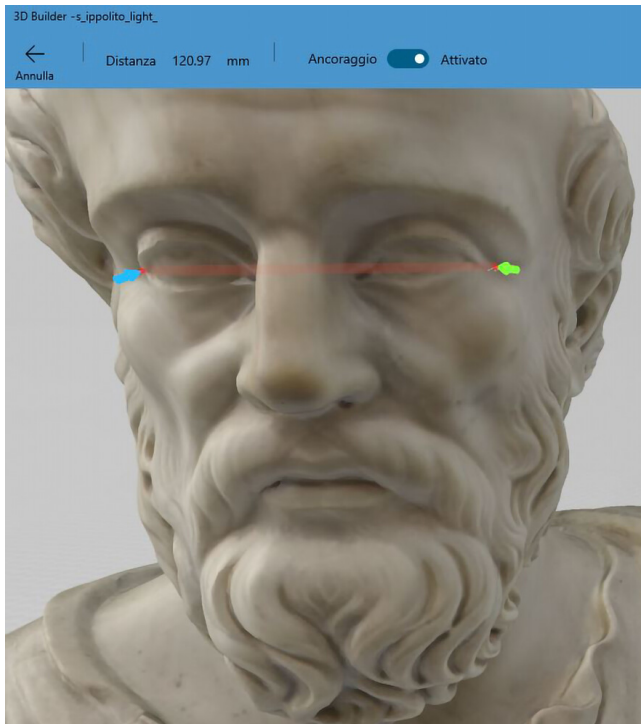 3D Builder -s_ippolito_light_
Distanza 120.97 mm Ancoraggio Attivato
Annulla